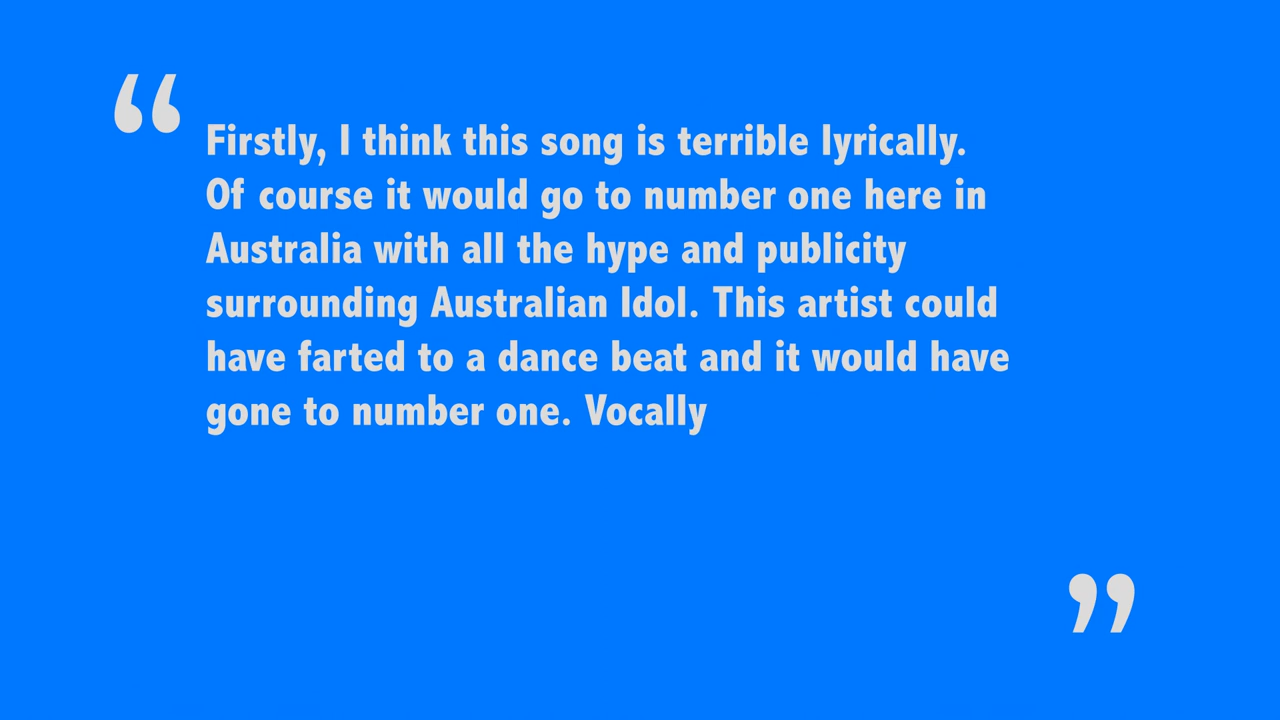 “
Firstly, I think this song is terrible lyrically.
Of course it would go to number one here in
Australia with all the hype and publicity
surrounding Australian Idol. This artist could
have farted to a dance beat and it would have
gone to number one. Vocally
”